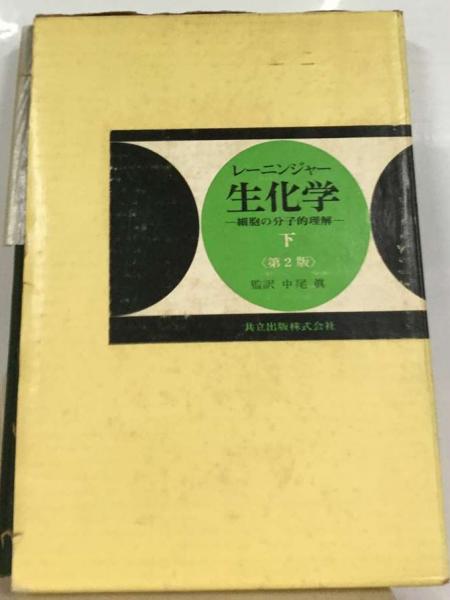 レーニンジャー
生化学
―細胞の分子的理解―
下
〈第2版〉
監訳 中尾 眞
共立出版株式会社